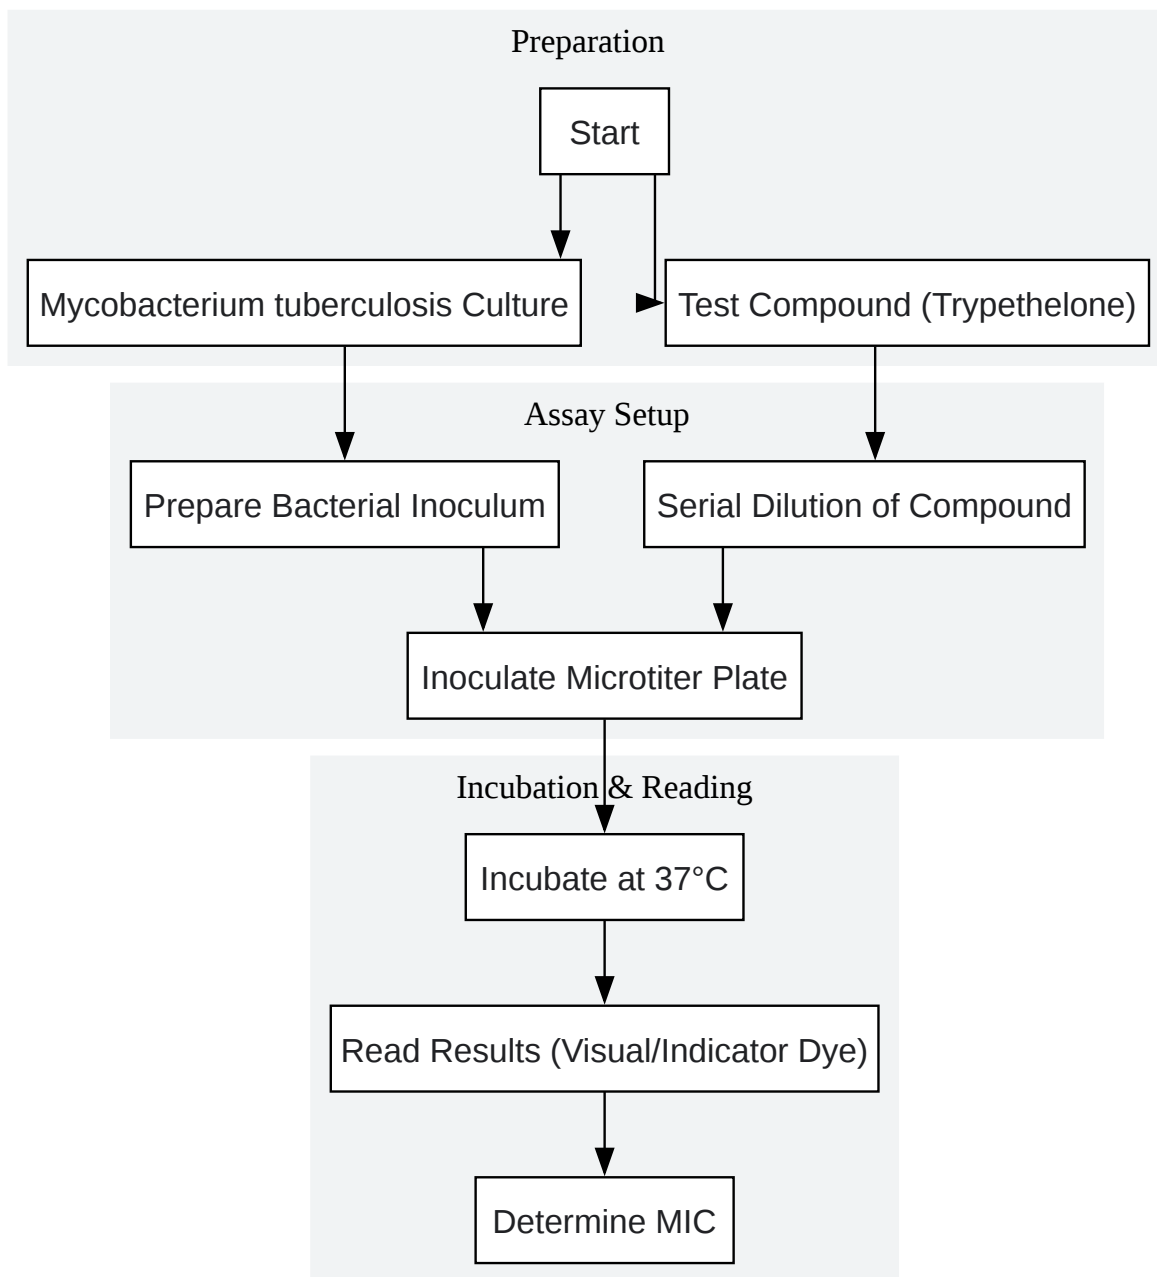 Preparation
Start
Mycobacterium tuberculosis Culture
Test Compound (Trypethelone)
Assay Setup
Prepare Bacterial Inoculum
Serial Dilution of Compound
Inoculate Microtiter Plate
Incubation & Reading
Incubate at 37°C
Read Results (Visual/Indicator Dye)
Determine MIC